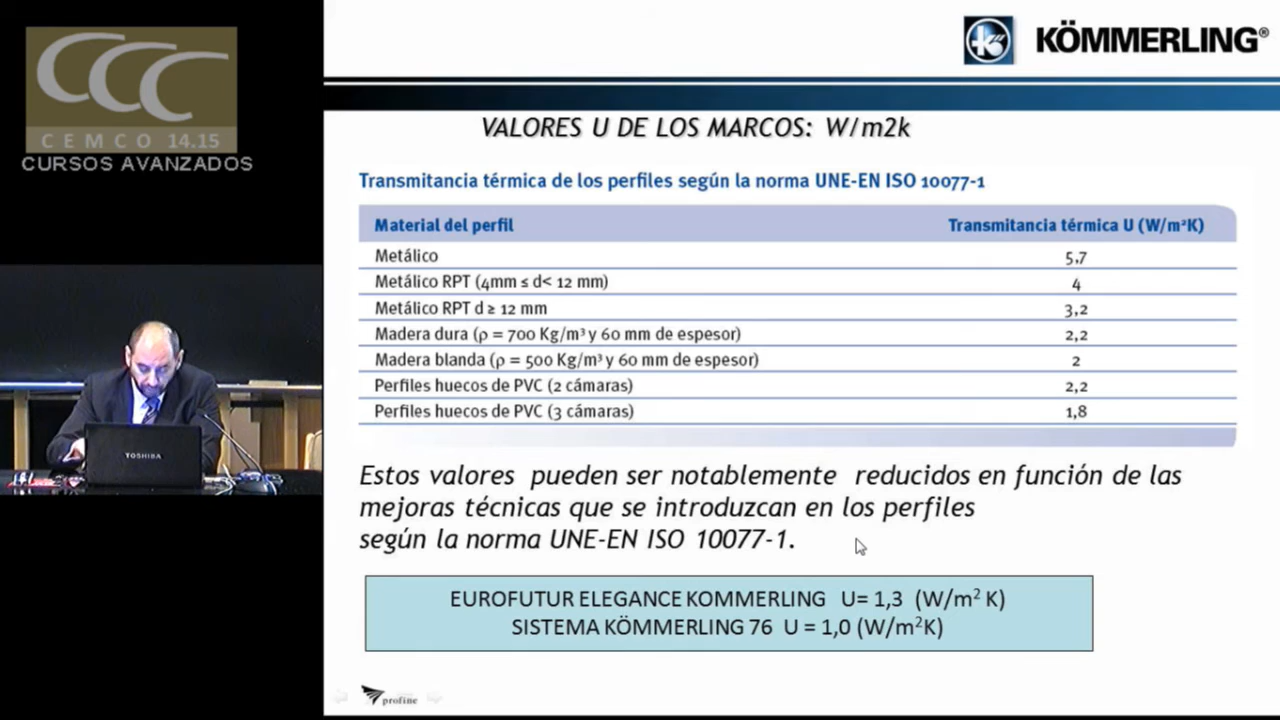 CCC
CEMCO 14.15
CURSOS AVANZADOS
KÖMMERLING®
VALORES U DE LOS MARCOS: W/m2k
Transmitancia térmica de los perfiles según la norma UNE-EN ISO 10077-1
Material del perfil Transmitancia térmica U (W/m²K)
Metálico 5,7
Metálico RPT (4mm ≤ d< 12 mm) 4
Metálico RPT d ≥ 12 mm 3,2
Madera dura (ρ = 700 Kg/m³ y 60 mm de espesor) 2,2
Madera blanda (ρ = 500 Kg/m³ y 60 mm de espesor) 2
Perfiles huecos de PVC (2 cámaras) 2,2
Perfiles huecos de PVC (3 cámaras) 1,8
Estos valores pueden ser notablemente reducidos en función de las
mejoras técnicas que se introduzcan en los perfiles
según la norma UNE-EN ISO 10077-1.
EUROFUTUR ELEGANCE KOMMERLING U= 1,3 (W/m² K)
SISTEMA KÖMMERLING 76 U = 1,0 (W/m²K)
TOSHIBA
profine